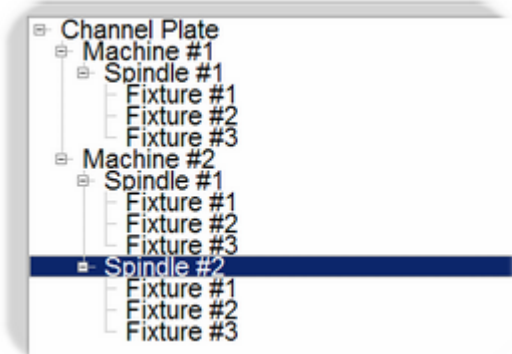 Channel Plate
Machine #1
Spindle #1
Fixture #1
Fixture #2
Fixture #3
Machine #2
Spindle #1
Fixture #1
Fixture #2
Fixture #3
Spindle #2
Fixture #1
Fixture #2
Fixture #3